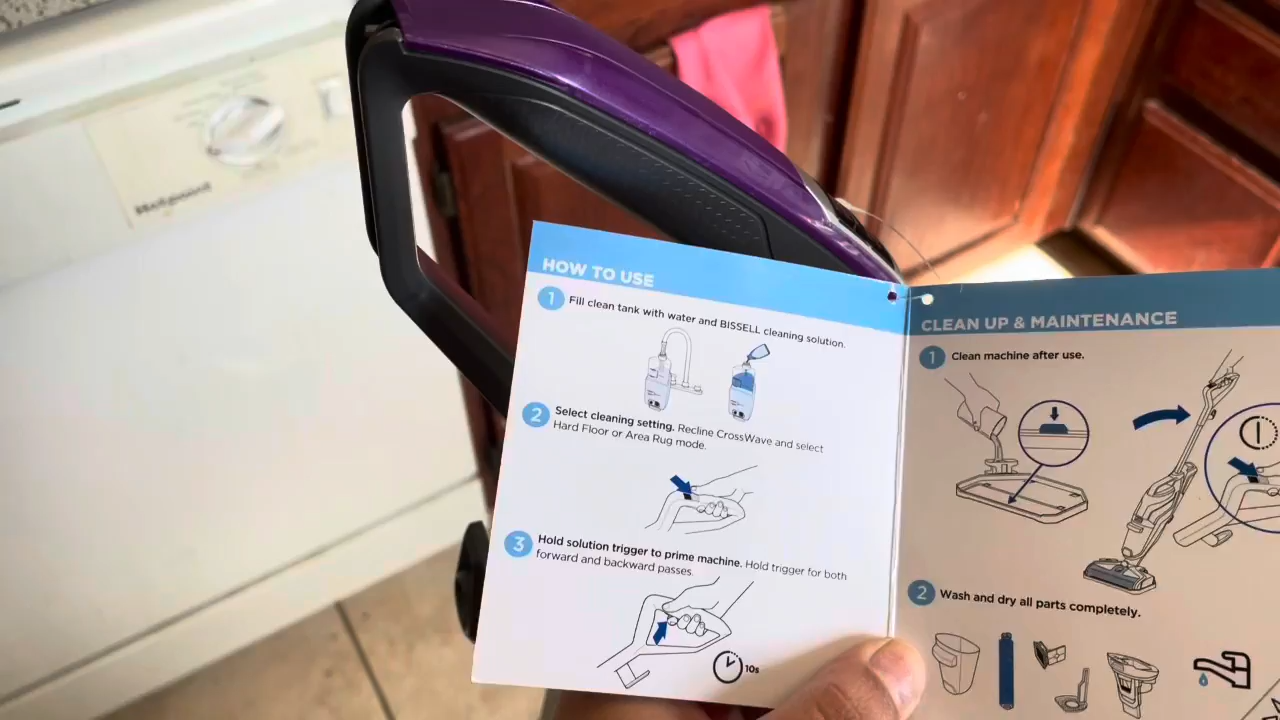 Hotpoint
HOW TO USE
1 Fill clean tank with water and BISSELL cleaning solution.
2 Select cleaning setting. Recline CrossWave and select
Hard Floor or Area Rug mode.
3 Hold solution trigger to prime machine. Hold trigger for both
forward and backward passes.
10s
CLEAN UP & MAINTENANCE
1 Clean machine after use.
2 Wash and dry all parts completely.